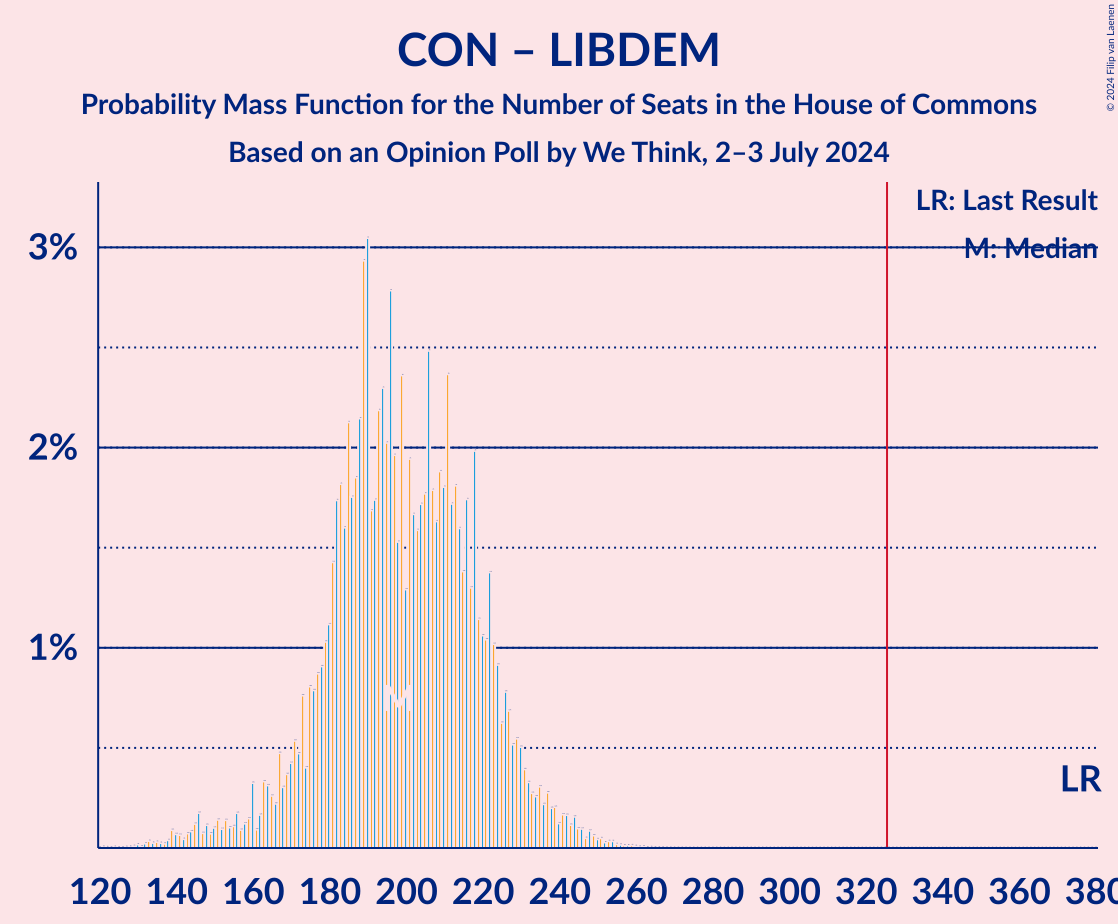 CON – LIBDEM
Probability Mass Function for the Number of Seats in the House of Commons
Based on an Opinion Poll by We Think, 2–3 July 2024
© 2024 Filip van Laenen
LR: Last Result
M: Median
3%
2%
1%
LR
120 140 160 180 200 220 240 260 280 300 320 340 360 380